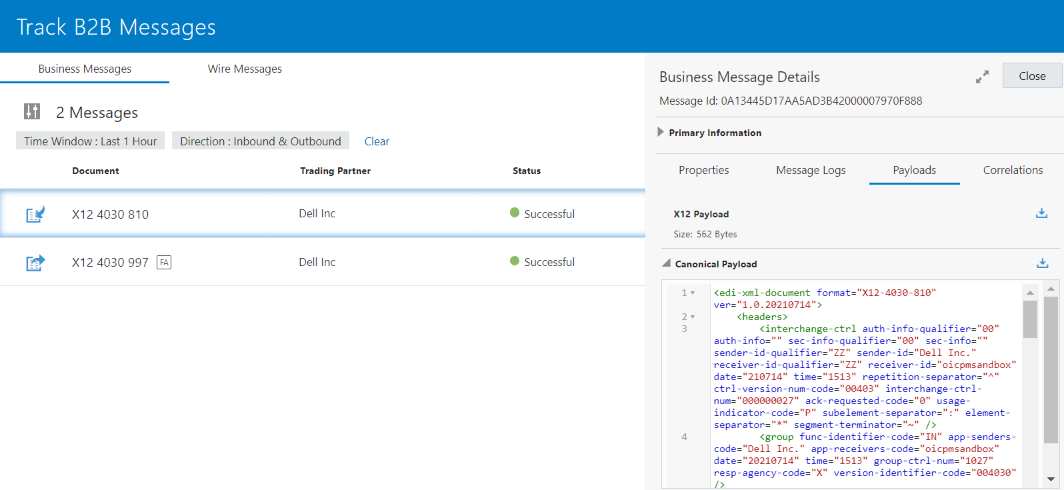 Track B2B Messages
Business Messages
Wire Messages
2 Messages
Time Window : Last 1 Hour
Direction : Inbound & Outbound
Clear
Document
Trading Partner
Status
X12 4030 810
Dell Inc
Successful
X12 4030 997
FA
Dell Inc
Successful
Business Message Details
Close
Message Id: 0A13445D17AA5AD3B42000007970F888
Primary Information
Properties
Message Logs
Payloads
Correlations
X12 Payload
Size: 562 Bytes
Canonical Payload
1 <edi-xml-document format="X12-4030-810"
ver="1.0.20210714">
2 <headers>
3 <interchange-ctrl auth-info-qualifier="00"
auth-info="" sec-info-qualifier="00" sec-info=""
sender-id-qualifier="ZZ" sender-id="Dell Inc."
receiver-id-qualifier="ZZ" receiver-id="oicpmsandbox"
date="210714" time="1513" repetition-separator="^"
ctrl-version-num-code="00403" interchange-ctrl-
num="000000027" ack-requested-code="0" usage-
indicator-code="P" subelement-separator=":" element-
separator="*" segment-terminator="~" />
4 <group func-identifier-code="IN" app-senders-
code="Dell Inc." app-receivers-code="oicpmsandbox"
date="20210714" time="1513" group-ctrl-num="1027"
resp-agency-code="X" version-identifier-code="004030"
/>